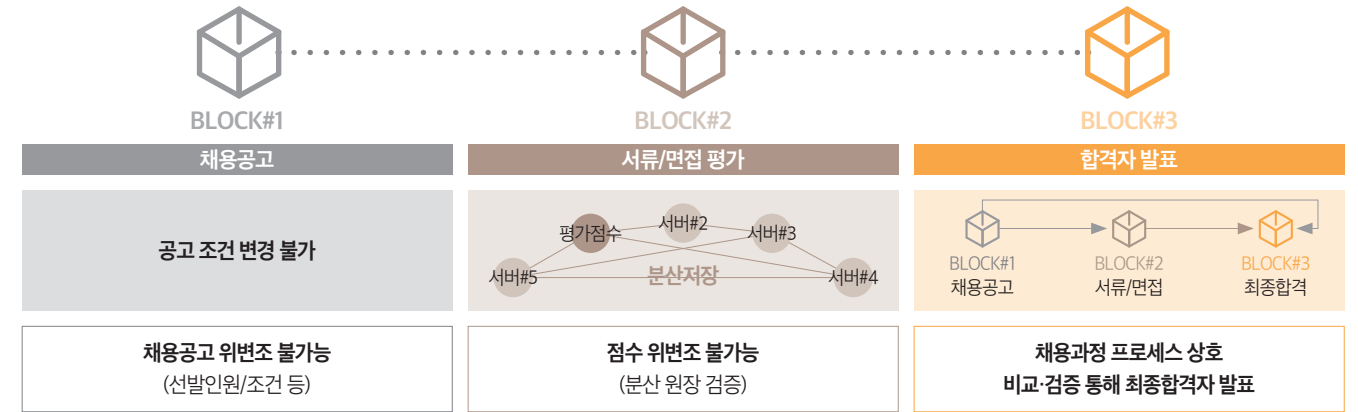 BLOCK#1
BLOCK#2
BLOCK#3
채용공고
서류/면접 평가
합격자 발표
공고 조건 변경 불가
평가점수
서버#2
서버#3
서버#5
분산저장
서버#4
BLOCK#1
채용공고
BLOCK#2
서류/면접
BLOCK#3
최종합격
채용공고 위변조 불가능
(선발인원/조건 등)
점수 위변조 불가능
(분산 원장 검증)
채용과정 프로세스 상호
비교·검증 통해 최종합격자 발표